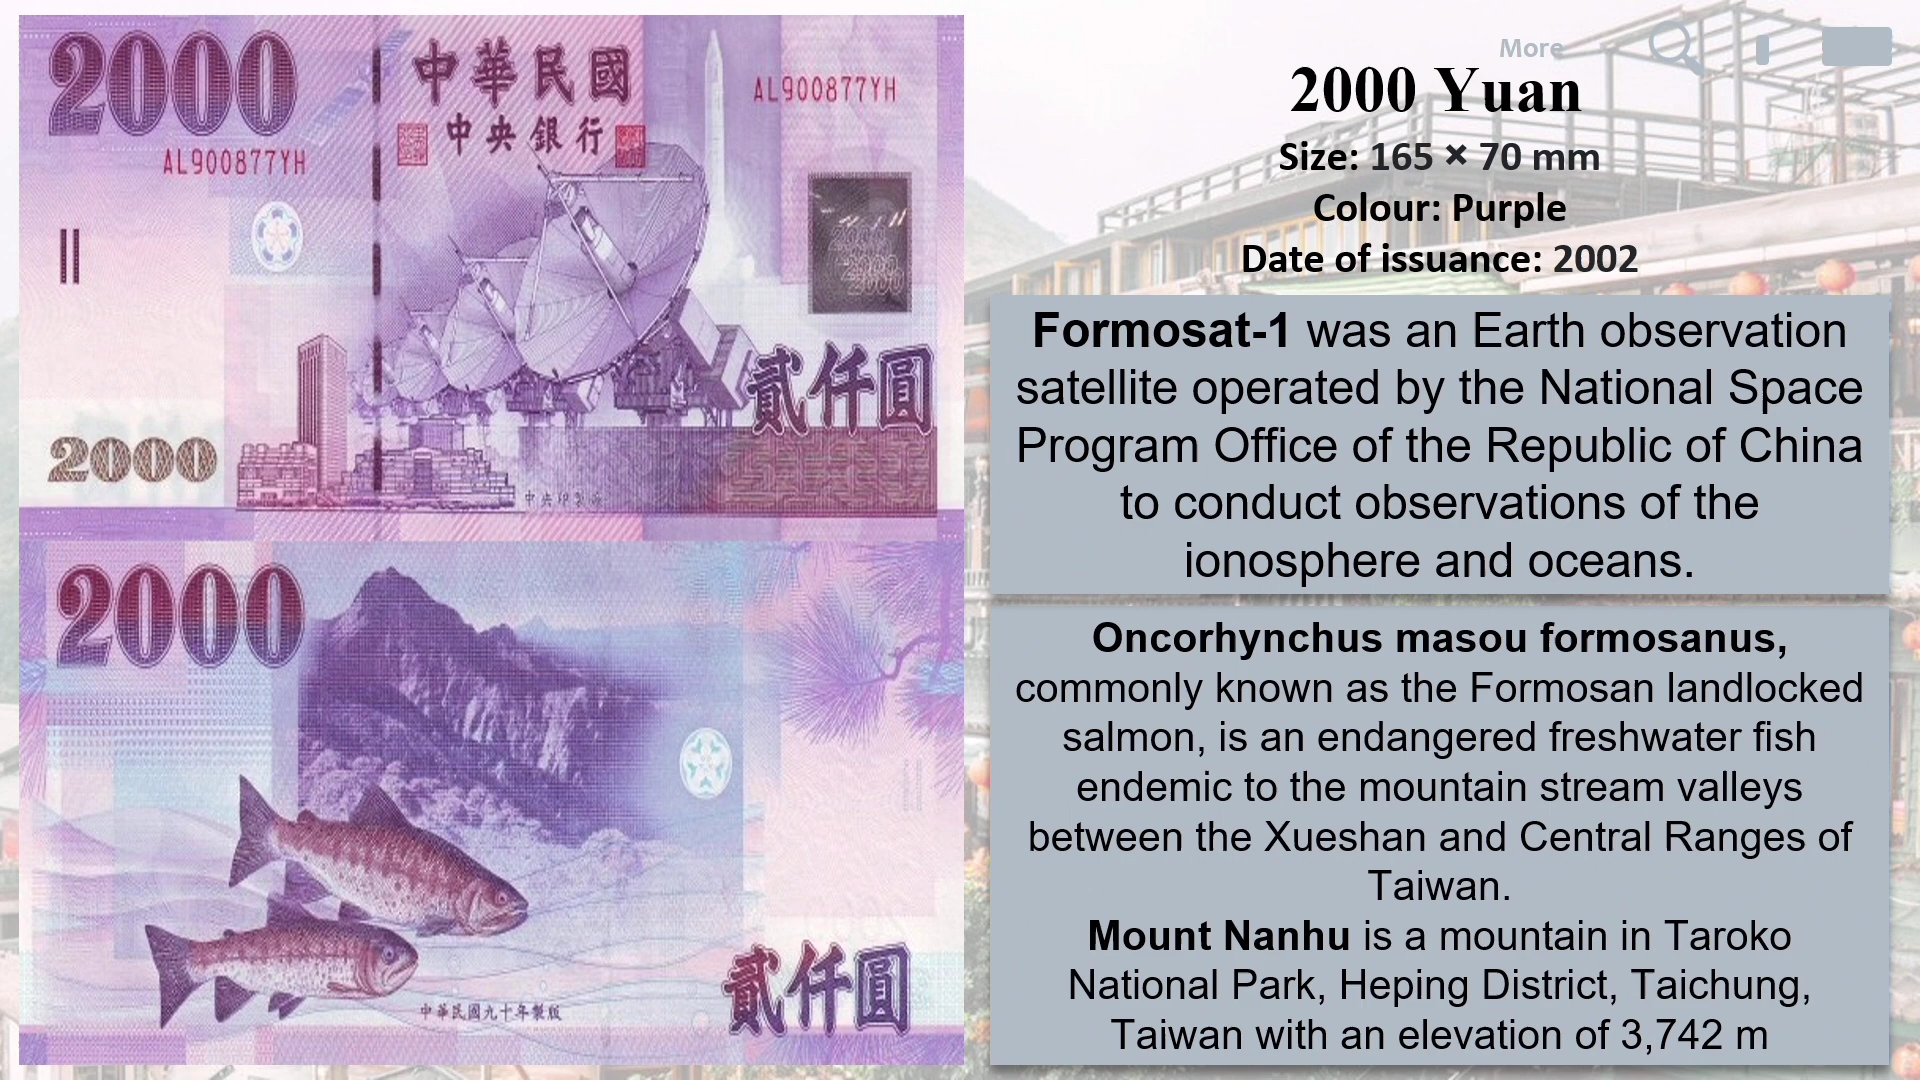 2000
中華民國
中央銀行
AL900877YH
AL900877YH
2000
貳仟圓
2000
中央印製廠
2000
貳仟圓
中華民國九十年製版
More
2000 Yuan
Size: 165 × 70 mm
Colour: Purple
Date of issuance: 2002
Formosat-1 was an Earth observation
satellite operated by the National Space
Program Office of the Republic of China
to conduct observations of the
ionosphere and oceans.
Oncorhynchus masou formosanus,
commonly known as the Formosan landlocked
salmon, is an endangered freshwater fish
endemic to the mountain stream valleys
between the Xueshan and Central Ranges of
Taiwan.
Mount Nanhu is a mountain in Taroko
National Park, Heping District, Taichung,
Taiwan with an elevation of 3,742 m